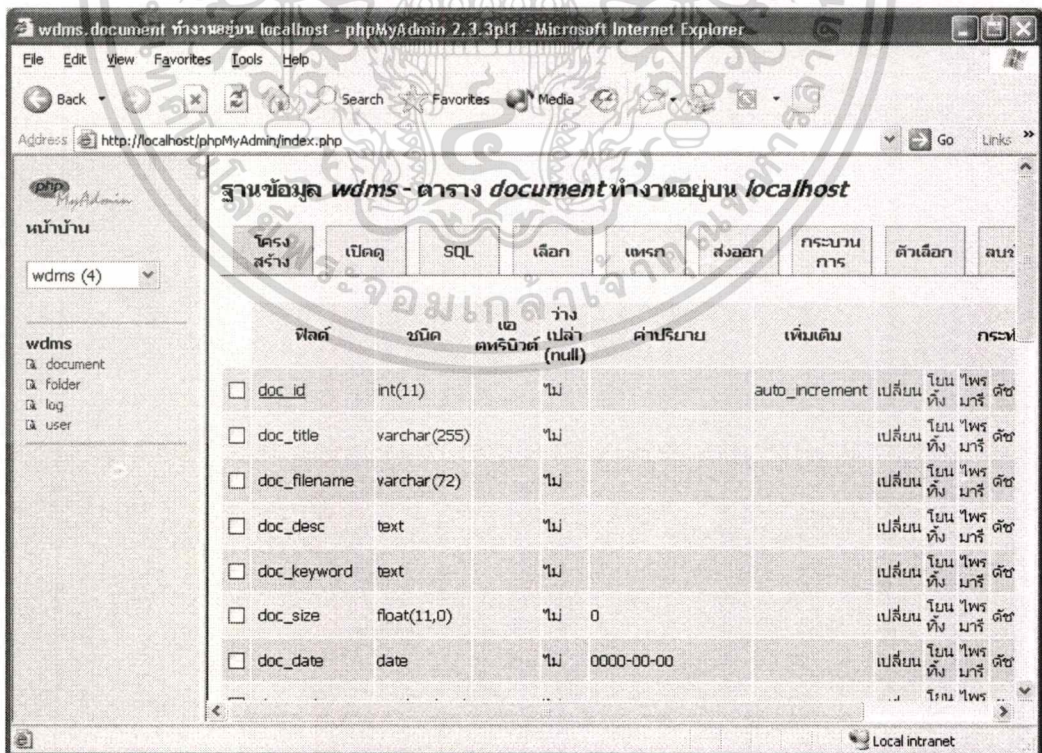 wdms.document ทำงานอยู่บน localhost - phpMyAdmin 2.3.3pl1 - Microsoft Internet Explorer
File Edit View Favorites Tools Help
Back Search Favorites Media
Address http://localhost/phpMyAdmin/index.php Go Links »
php MyAdmin
หน้าบ้าน
wdms (4)
wdms
document
folder
log
user
ฐานข้อมูล wdms - ตาราง document ทำงานอยู่บน localhost
โครงสร้าง เปิดดู SQL เลือก แทรก ส่งออก กระบวนการ ตัวเลือก
ฟิลด์ ชนิด แอตทริบิวต์ ว่างเปล่า (null) ค่าปริยาย เพิ่มเติม
doc_id int(11) ไม่ auto_increment เปลี่ยน โยนทิ้ง ไพรมารี
doc_title varchar(255) ไม่ เปลี่ยน โยนทิ้ง ไพรมารี
doc_filename varchar(72) ไม่ เปลี่ยน โยนทิ้ง ไพรมารี
doc_desc text ไม่ เปลี่ยน โยนทิ้ง ไพรมารี
doc_keyword text ไม่ เปลี่ยน โยนทิ้ง ไพรมารี
doc_size float(11,0) ไม่ 0 เปลี่ยน โยนทิ้ง ไพรมารี
doc_date date ไม่ 0000-00-00 เปลี่ยน โยนทิ้ง ไพรมารี
Local intranet